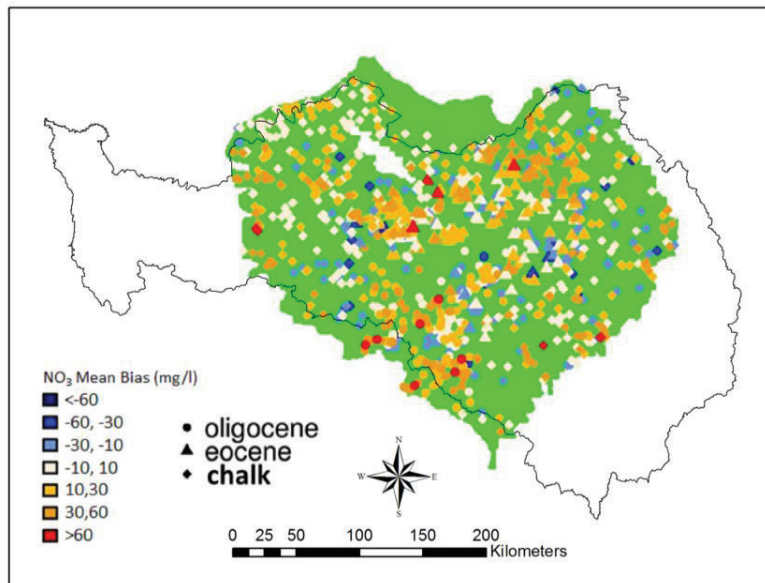 NO₃ Mean Bias (mg/l)
<-60
-60, -30
-30, -10
-10, 10
10,30
30,60
>60
oligocene
eocene
chalk
N
W E
S
0 25 50 100 150 200
Kilometers